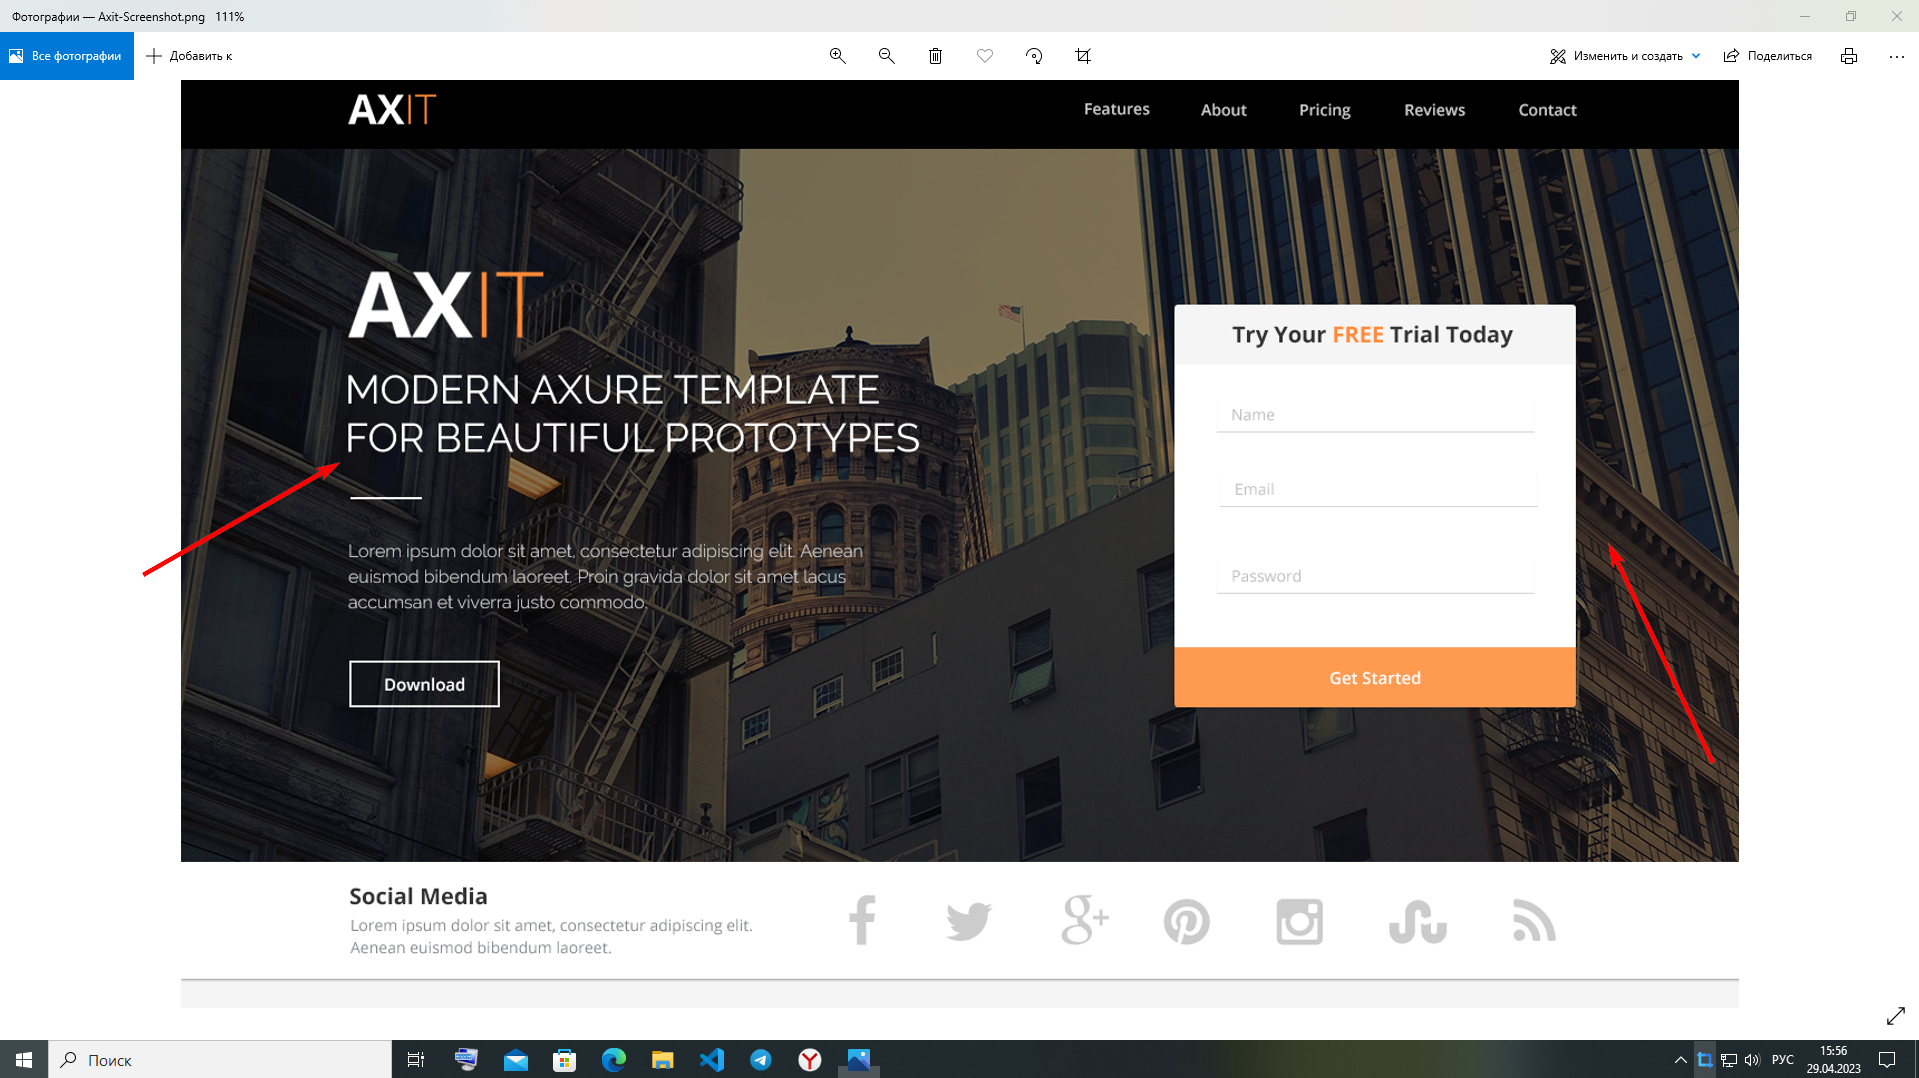 Фотографии — Axit-Screenshot.png 111%
Все фотографии
Добавить к
Изменить и создать
Поделиться
AXIT
Features
About
Pricing
Reviews
Contact
AXIT
MODERN AXURE TEMPLATE
FOR BEAUTIFUL PROTOTYPES
Lorem ipsum dolor sit amet, consectetur adipiscing elit. Aenean
euismod bibendum laoreet. Proin gravida dolor sit amet lacus
accumsan et viverra justo commodo.
Download
Try Your FREE Trial Today
Name
Email
Password
Get Started
Social Media
Lorem ipsum dolor sit amet, consectetur adipiscing elit.
Aenean euismod bibendum laoreet.
Поиск
РУС
15:56
29.04.2023